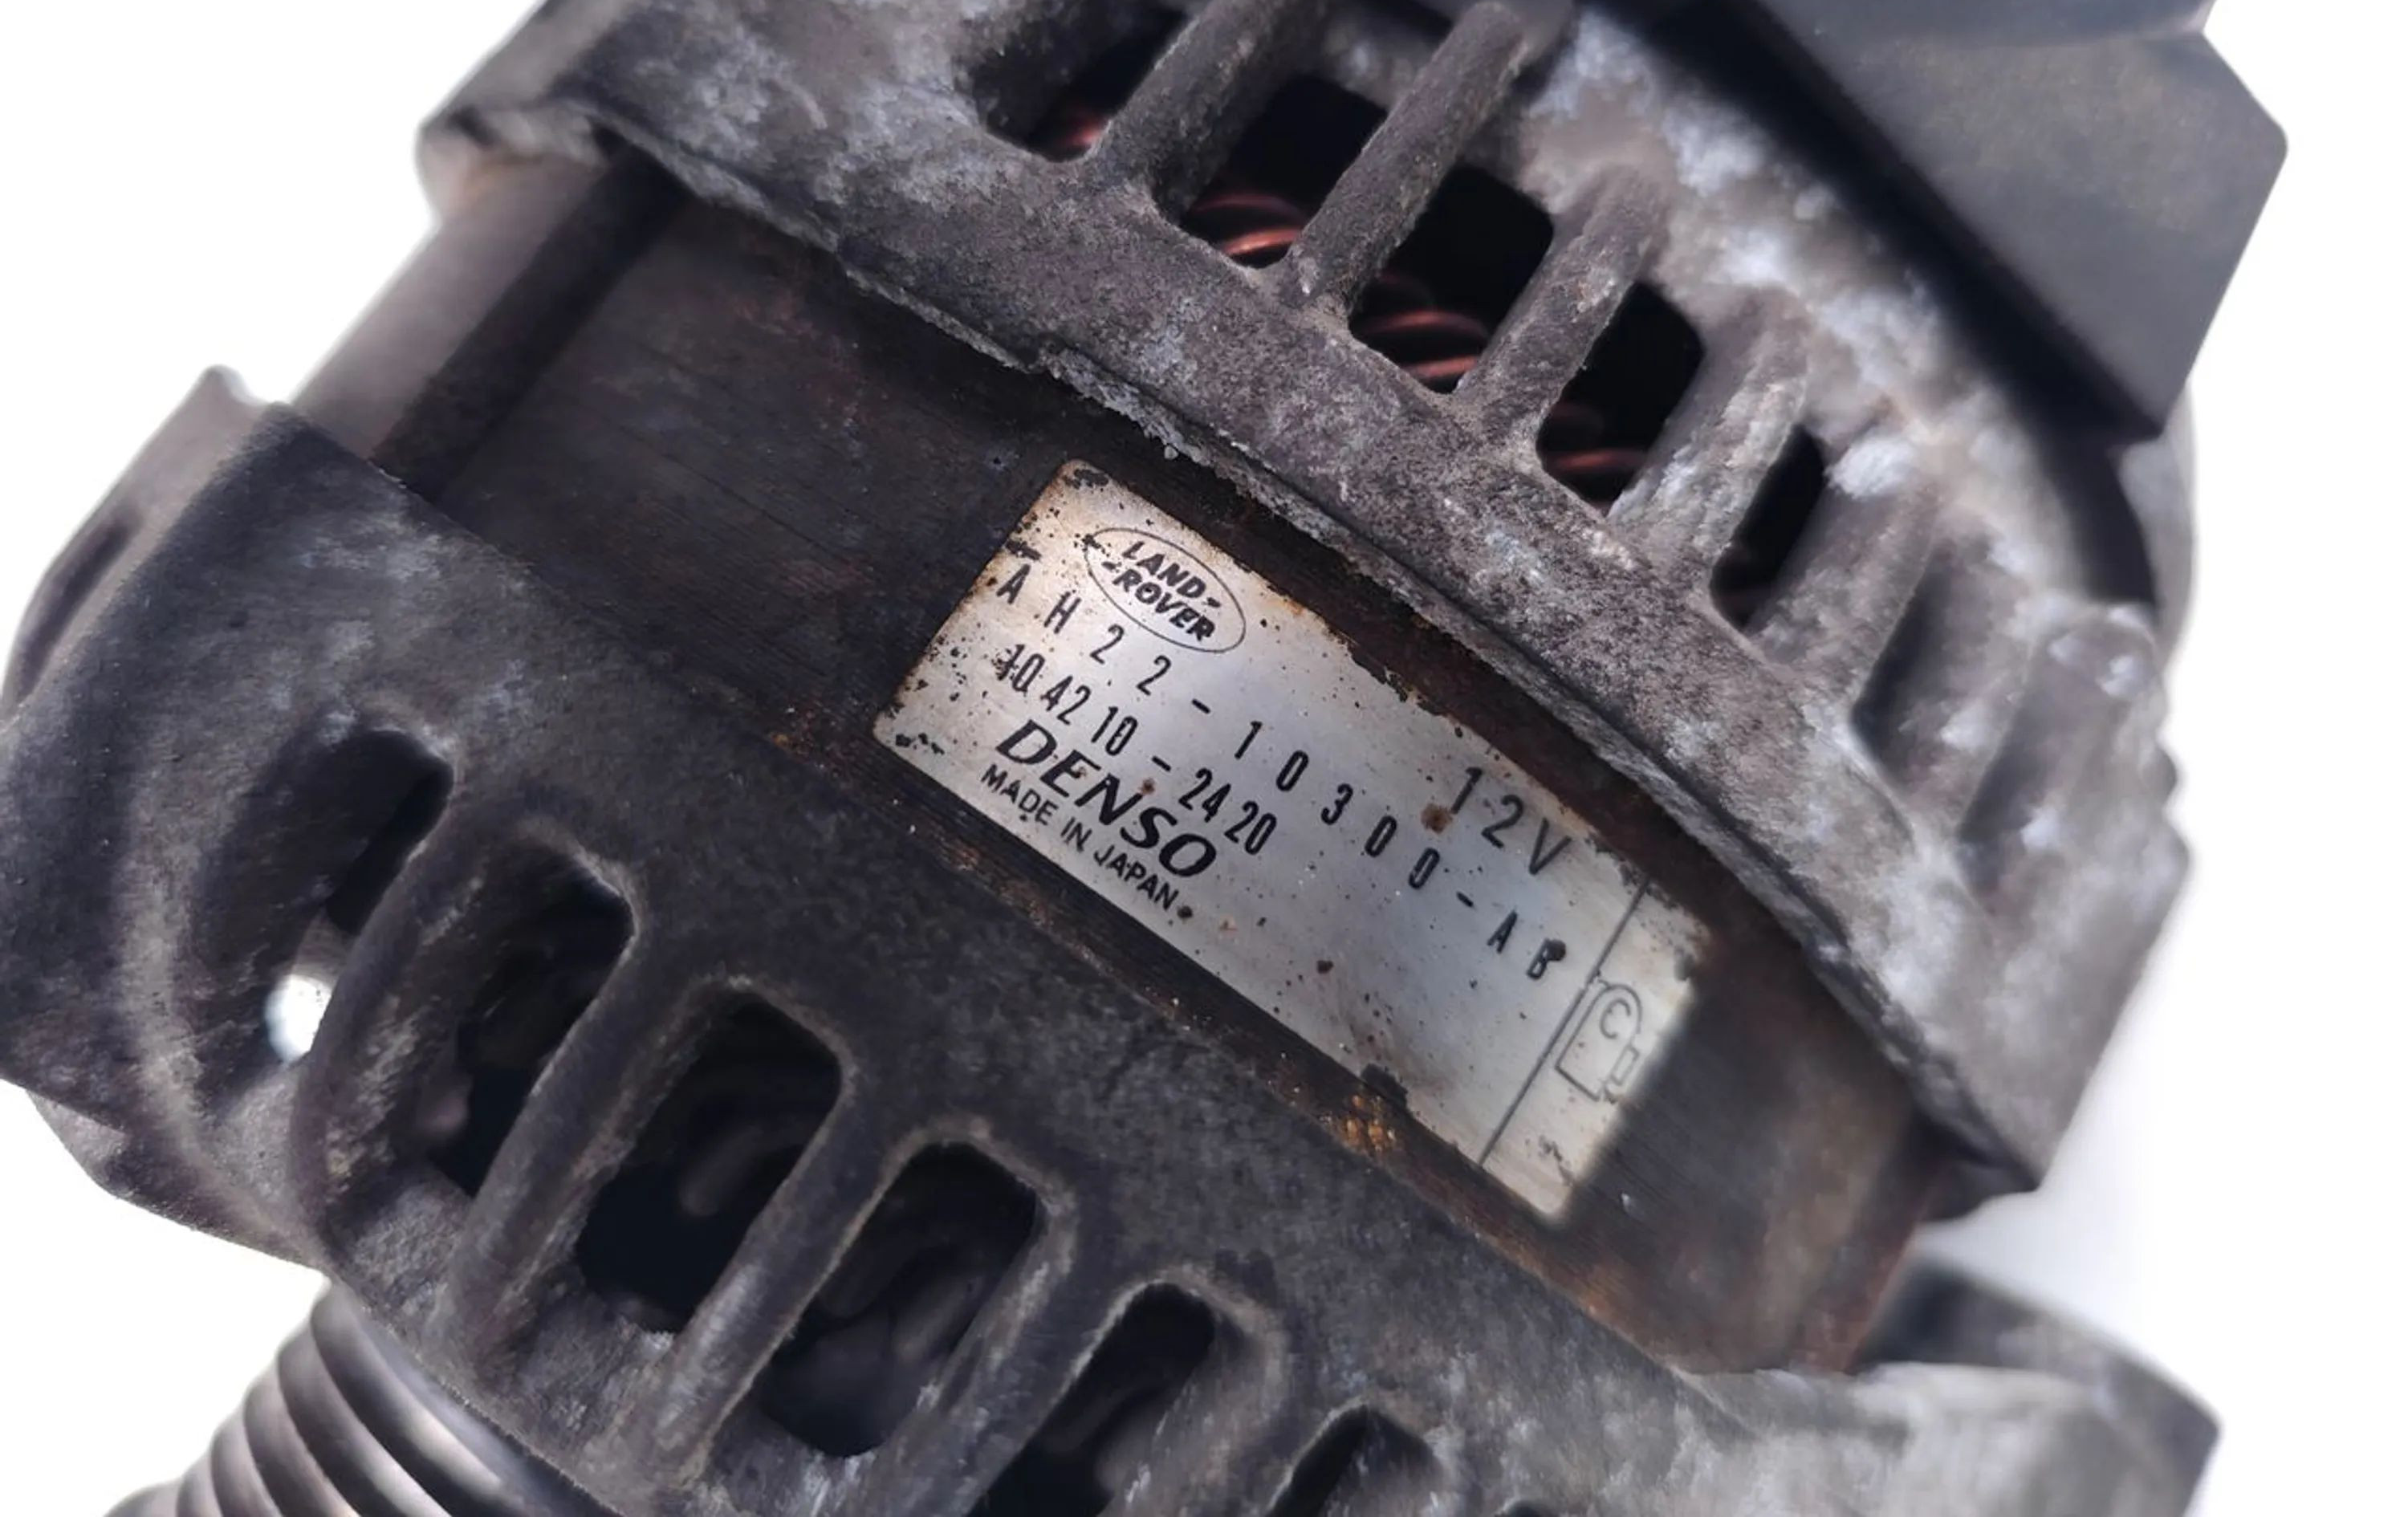 LAND-
-ROVER
12V
AH22-10300-AB
104210-2420
DENSO
MADE IN JAPAN